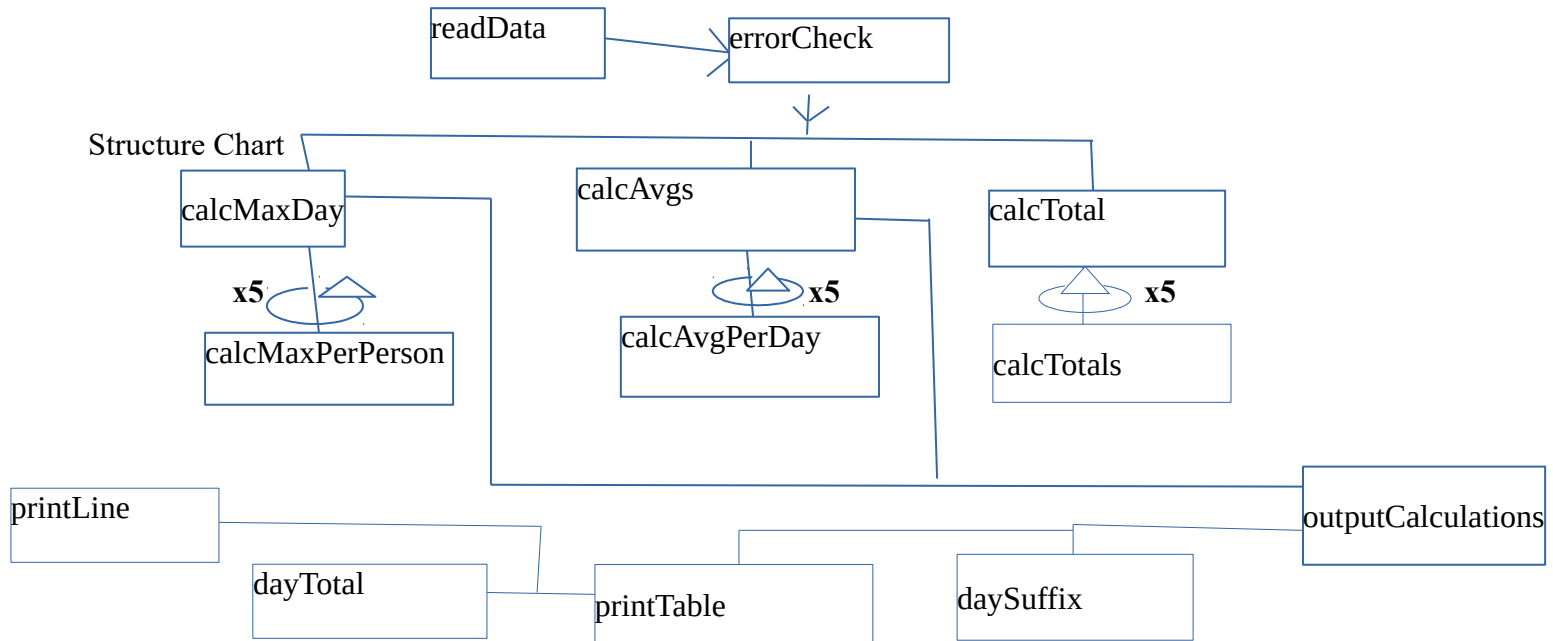 readData
errorCheck
Structure Chart
calcMaxDay
calcAvgs
calcTotal
x5
x5
x5
calcMaxPerPerson
calcAvgPerDay
calcTotals
printLine
outputCalculations
dayTotal
printTable
daySuffix